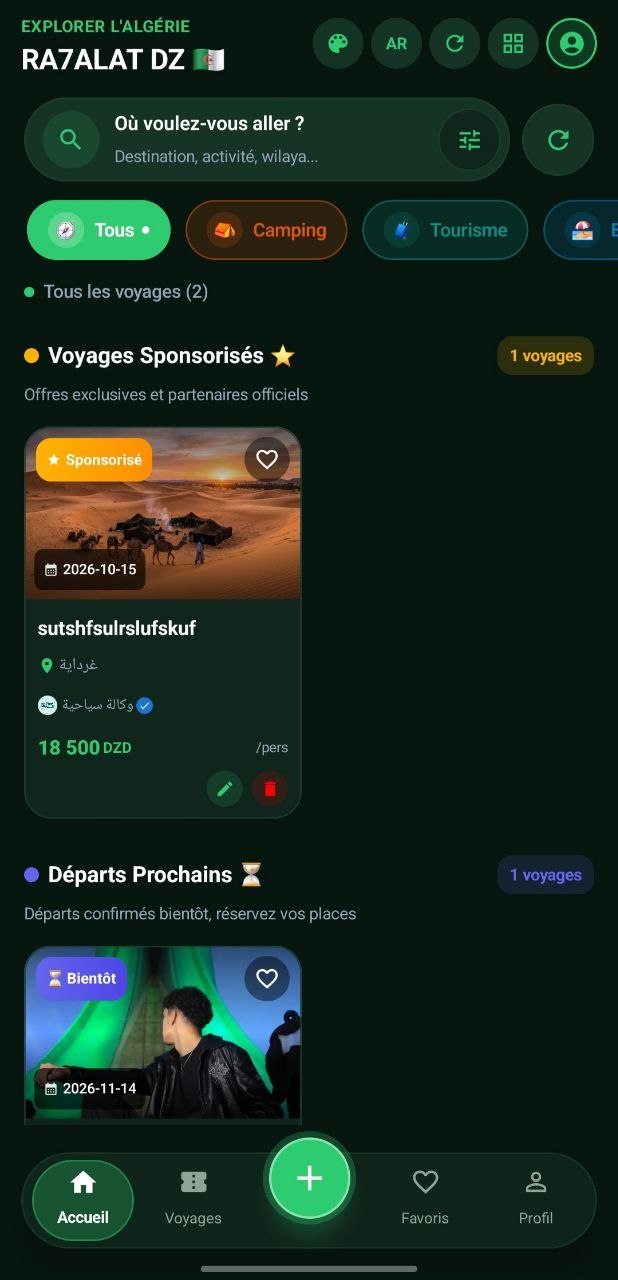 EXPLORER L'ALGÉRIE
RA7ALAT DZ 🇩🇿
AR
Où voulez-vous aller ?
Destination, activité, wilaya...
Tous
Camping
Tourisme
Tous les voyages (2)
Voyages Sponsorisés ⭐
1 voyages
Offres exclusives et partenaires officiels
★ Sponsorisé
2026-10-15
sutshfsulrslufskuf
غرداية
وكالة سياحية
18 500 DZD
/pers
Départs Prochains ⏳
1 voyages
Départs confirmés bientôt, réservez vos places
⏳ Bientôt
2026-11-14
Accueil
Voyages
Favoris
Profil